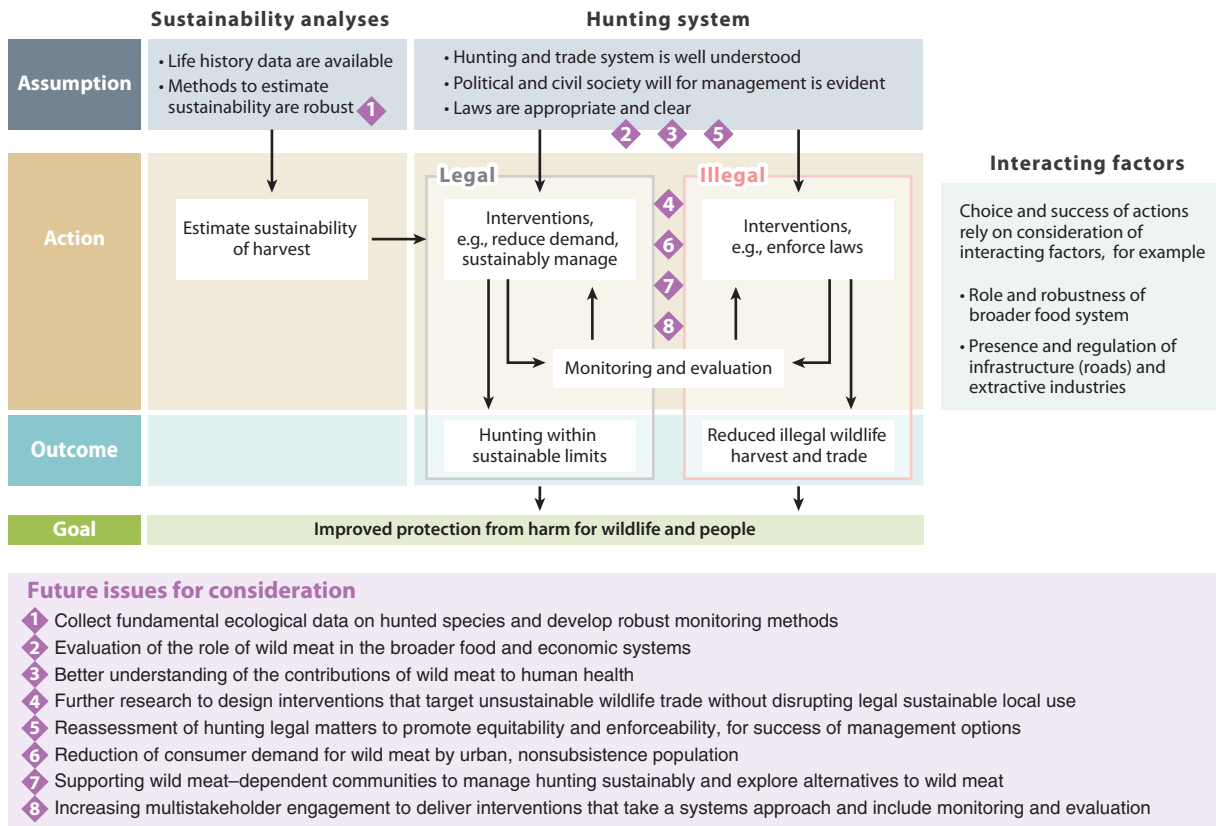 Sustainability analyses
Hunting system
Assumption
• Life history data are available
• Methods to estimate
sustainability are robust 1
• Hunting and trade system is well understood
• Political and civil society will for management is evident
• Laws are appropriate and clear
2 3 5
Action
Estimate sustainability
of harvest
Legal
Interventions,
e.g., reduce demand,
sustainably manage
4
6
7
8
Illegal
Interventions,
e.g., enforce laws
Monitoring and evaluation
Outcome
Hunting within
sustainable limits
Reduced illegal wildlife
harvest and trade
Goal
Improved protection from harm for wildlife and people
Interacting factors
Choice and success of actions
rely on consideration of
interacting factors, for example
• Role and robustness of
broader food system
• Presence and regulation of
infrastructure (roads) and
extractive industries
Future issues for consideration
1 Collect fundamental ecological data on hunted species and develop robust monitoring methods
2 Evaluation of the role of wild meat in the broader food and economic systems
3 Better understanding of the contributions of wild meat to human health
4 Further research to design interventions that target unsustainable wildlife trade without disrupting legal sustainable local use
5 Reassessment of hunting legal matters to promote equitability and enforceability, for success of management options
6 Reduction of consumer demand for wild meat by urban, nonsubsistence population
7 Supporting wild meat–dependent communities to manage hunting sustainably and explore alternatives to wild meat
8 Increasing multistakeholder engagement to deliver interventions that take a systems approach and include monitoring and evaluation